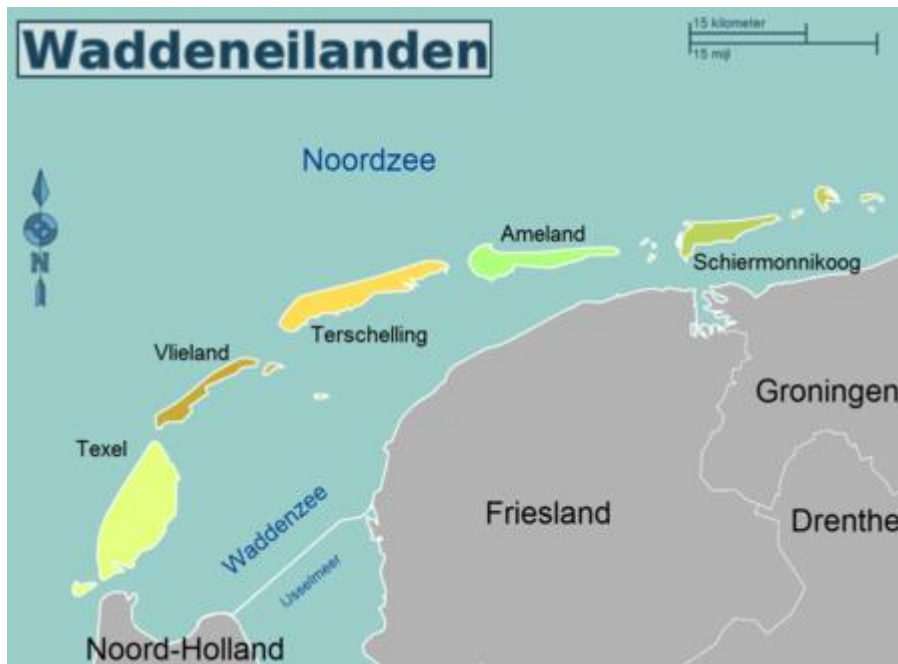 Waddeneilanden
15 kilometer
15 mijl
Noordzee
N
Ameland
Schiermonnikoog
Terschelling
Vlieland
Groningen
Texel
Waddenzee
Friesland
Drenthe
IJsselmeer
Noord-Holland